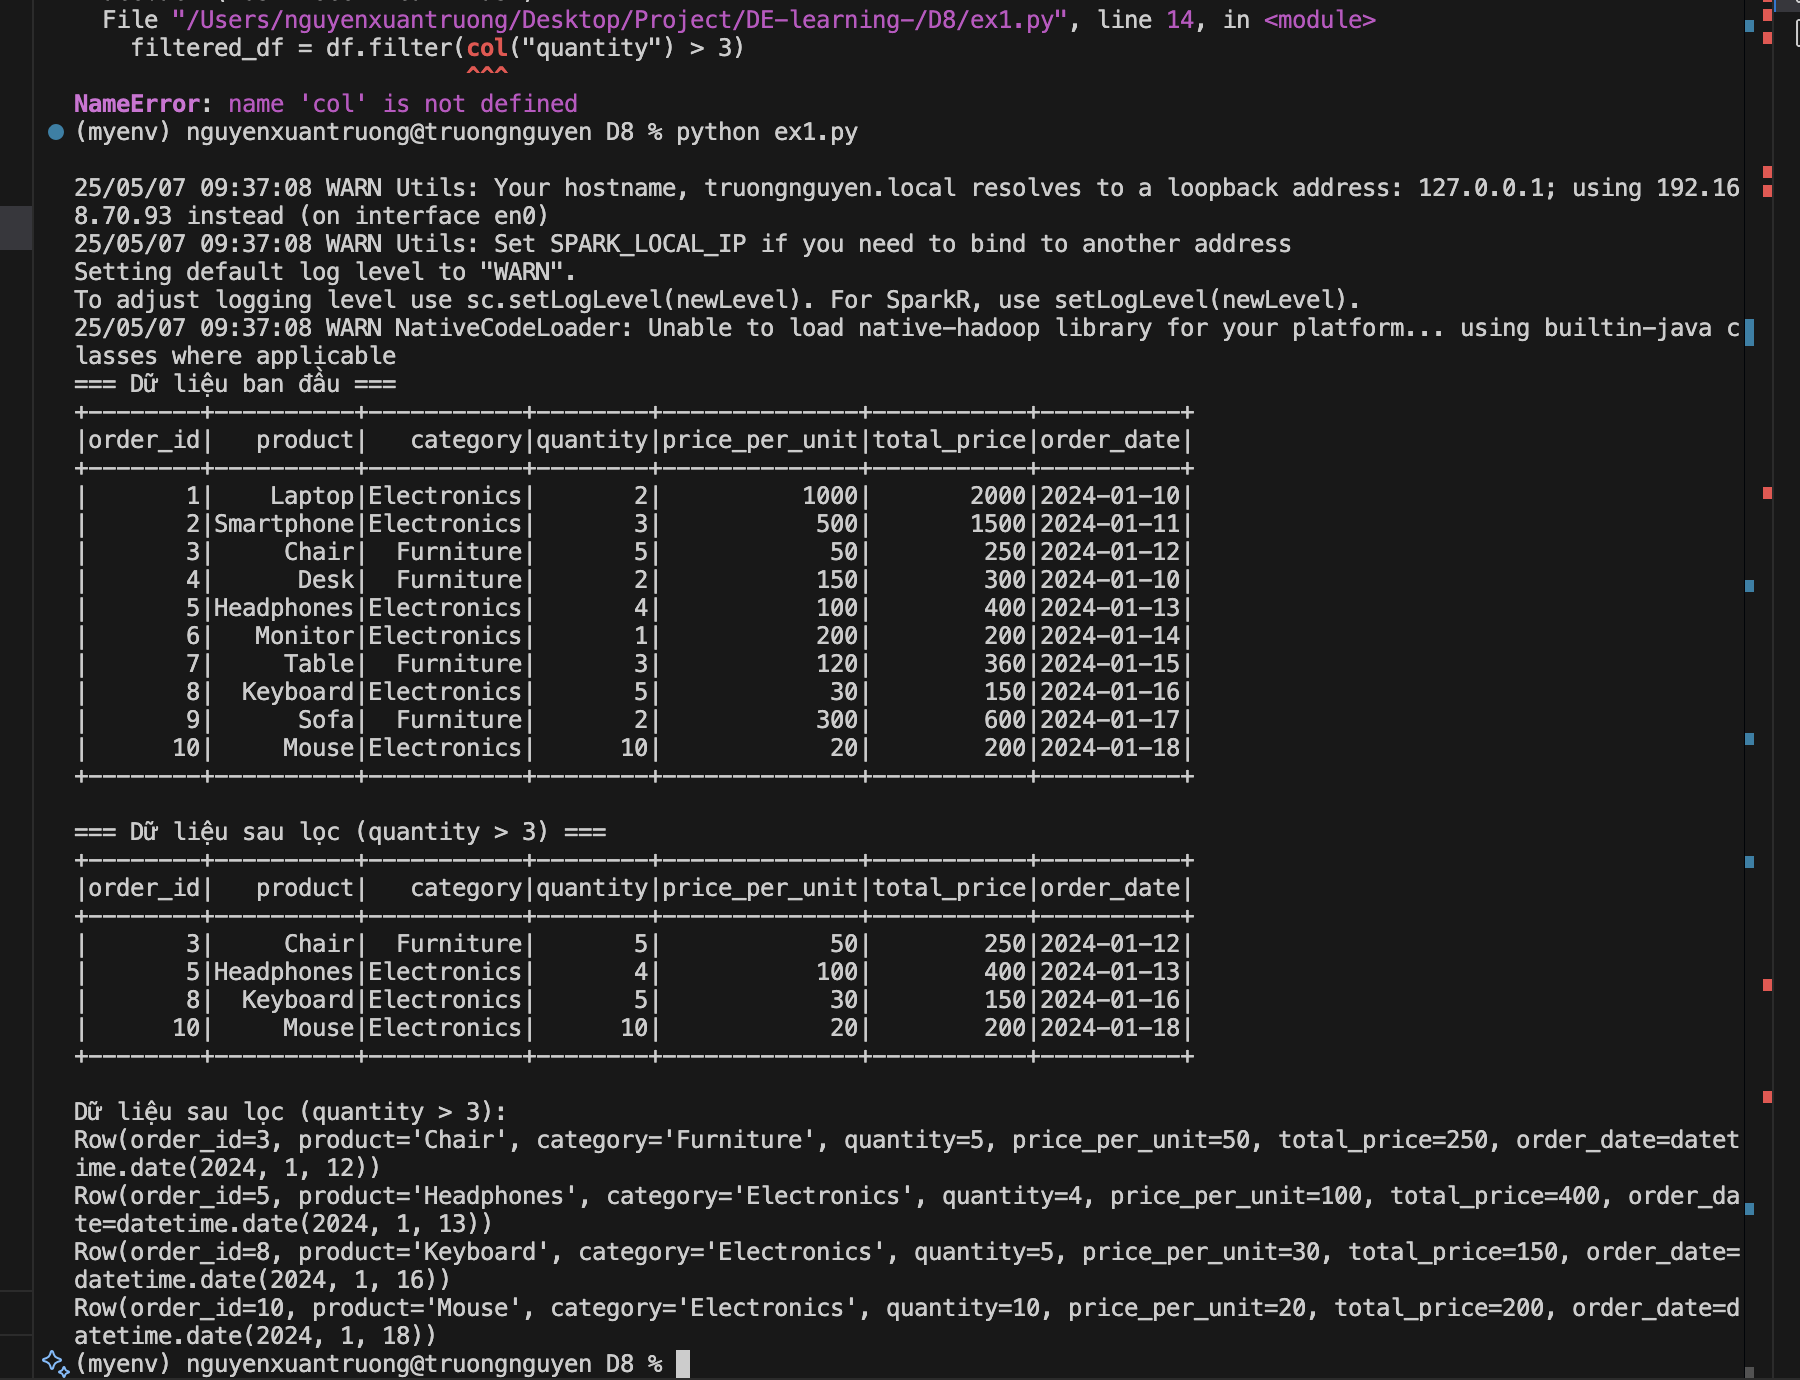 File "/Users/nguyenxuantruong/Desktop/Project/DE-learning-/D8/ex1.py", line 14, in <module>
    filtered_df = df.filter(col("quantity") > 3)
                            ^^^
NameError: name 'col' is not defined
(myenv) nguyenxuantruong@truongnguyen D8 % python ex1.py
25/05/07 09:37:08 WARN Utils: Your hostname, truongnguyen.local resolves to a loopback address: 127.0.0.1; using 192.16
8.70.93 instead (on interface en0)
25/05/07 09:37:08 WARN Utils: Set SPARK_LOCAL_IP if you need to bind to another address
Setting default log level to "WARN".
To adjust logging level use sc.setLogLevel(newLevel). For SparkR, use setLogLevel(newLevel).
25/05/07 09:37:08 WARN NativeCodeLoader: Unable to load native-hadoop library for your platform... using builtin-java c
lasses where applicable
=== Dữ liệu ban đầu ===
+--------+----------+-----------+--------+--------------+-----------+----------+
|order_id|   product|   category|quantity|price_per_unit|total_price|order_date|
+--------+----------+-----------+--------+--------------+-----------+----------+
|       1|    Laptop|Electronics|       2|          1000|       2000|2024-01-10|
|       2|Smartphone|Electronics|       3|           500|       1500|2024-01-11|
|       3|     Chair|  Furniture|       5|            50|        250|2024-01-12|
|       4|      Desk|  Furniture|       2|           150|        300|2024-01-10|
|       5|Headphones|Electronics|       4|           100|        400|2024-01-13|
|       6|   Monitor|Electronics|       1|           200|        200|2024-01-14|
|       7|     Table|  Furniture|       3|           120|        360|2024-01-15|
|       8|  Keyboard|Electronics|       5|            30|        150|2024-01-16|
|       9|      Sofa|  Furniture|       2|           300|        600|2024-01-17|
|      10|     Mouse|Electronics|      10|            20|        200|2024-01-18|
+--------+----------+-----------+--------+--------------+-----------+----------+
=== Dữ liệu sau lọc (quantity > 3) ===
+--------+----------+-----------+--------+--------------+-----------+----------+
|order_id|   product|   category|quantity|price_per_unit|total_price|order_date|
+--------+----------+-----------+--------+--------------+-----------+----------+
|       3|     Chair|  Furniture|       5|            50|        250|2024-01-12|
|       5|Headphones|Electronics|       4|           100|        400|2024-01-13|
|       8|  Keyboard|Electronics|       5|            30|        150|2024-01-16|
|      10|     Mouse|Electronics|      10|            20|        200|2024-01-18|
+--------+----------+-----------+--------+--------------+-----------+----------+
Dữ liệu sau lọc (quantity > 3):
Row(order_id=3, product='Chair', category='Furniture', quantity=5, price_per_unit=50, total_price=250, order_date=datet
ime.date(2024, 1, 12))
Row(order_id=5, product='Headphones', category='Electronics', quantity=4, price_per_unit=100, total_price=400, order_da
te=datetime.date(2024, 1, 13))
Row(order_id=8, product='Keyboard', category='Electronics', quantity=5, price_per_unit=30, total_price=150, order_date=
datetime.date(2024, 1, 16))
Row(order_id=10, product='Mouse', category='Electronics', quantity=10, price_per_unit=20, total_price=200, order_date=d
atetime.date(2024, 1, 18))
(myenv) nguyenxuantruong@truongnguyen D8 %